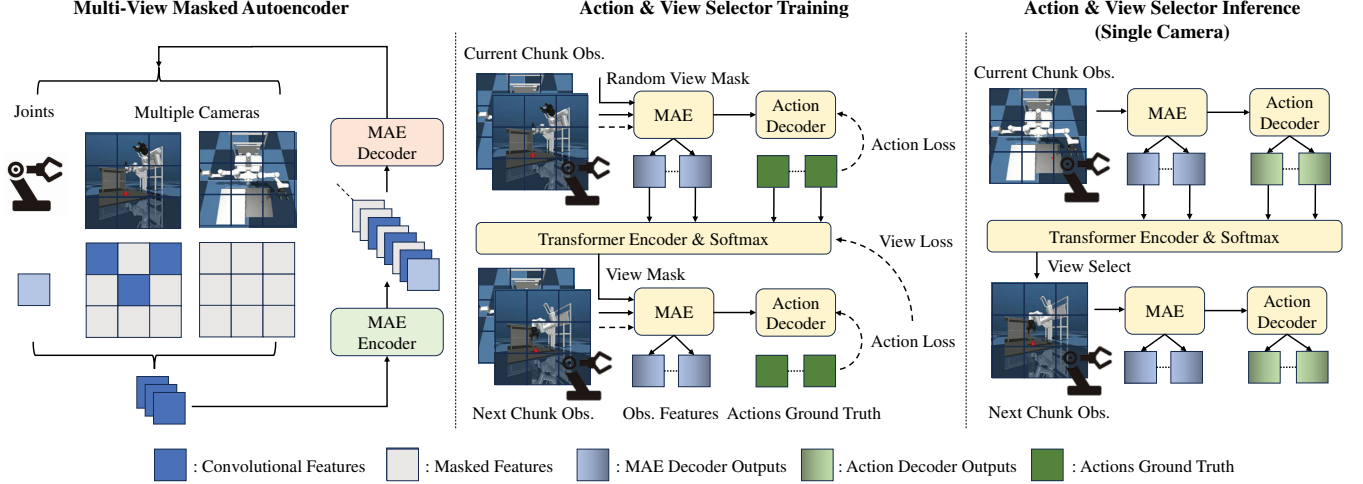 Multi-View Masked Autoencoder
Joints
Multiple Cameras
MAE
Decoder
MAE
Encoder
Action & View Selector Training
Current Chunk Obs.
Random View Mask
MAE
Action
Decoder
Action Loss
Transformer Encoder & Softmax
View Loss
View Mask
MAE
Action
Decoder
Action Loss
Next Chunk Obs.
Obs. Features
Actions Ground Truth
Action & View Selector Inference
(Single Camera)
Current Chunk Obs.
MAE
Action
Decoder
Transformer Encoder & Softmax
View Select
MAE
Action
Decoder
Next Chunk Obs.
: Convolutional Features
: Masked Features
: MAE Decoder Outputs
: Action Decoder Outputs
: Actions Ground Truth